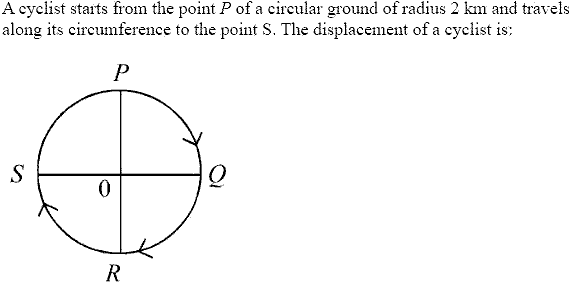 A cyclist starts from the point P of a circular ground of radius 2 km and travels
along its circumference to the point S. The displacement of a cyclist is:
P
S
0
Q
R